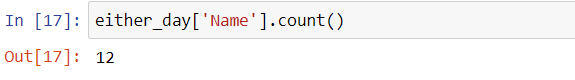 In [17]: either_day['Name'].count()
Out[17]: 12